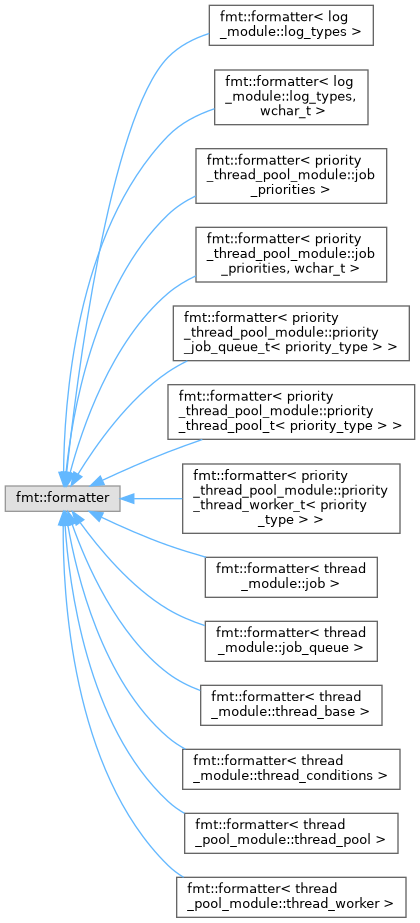 fmt::formatter< log
_module::log_types >
fmt::formatter< log
_module::log_types,
wchar_t >
fmt::formatter< priority
_thread_pool_module::job
_priorities >
fmt::formatter< priority
_thread_pool_module::job
_priorities, wchar_t >
fmt::formatter< priority
_thread_pool_module::priority
_job_queue_t< priority_type > >
fmt::formatter< priority
_thread_pool_module::priority
_thread_pool_t< priority_type > >
fmt::formatter
fmt::formatter< priority
_thread_pool_module::priority
_thread_worker_t< priority
_type > >
fmt::formatter< thread
_module::job >
fmt::formatter< thread
_module::job_queue >
fmt::formatter< thread
_module::thread_base >
fmt::formatter< thread
_module::thread_conditions >
fmt::formatter< thread
_pool_module::thread_pool >
fmt::formatter< thread
_pool_module::thread_worker >